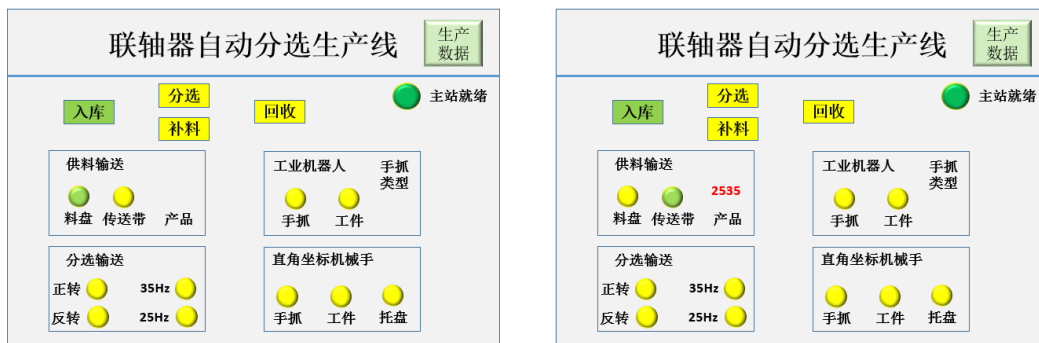 联轴器自动分选生产线
生产
数据
主站就绪
入库
分选
补料
回收
供料输送
料盘 传送带 产品
工业机器人
手抓
类型
手抓 工件
分选输送
正转 35Hz
反转 25Hz
直角坐标机械手
手抓 工件 托盘
联轴器自动分选生产线
生产
数据
主站就绪
入库
分选
补料
回收
供料输送
2535
料盘 传送带 产品
工业机器人
手抓
类型
手抓 工件
分选输送
正转 35Hz
反转 25Hz
直角坐标机械手
手抓 工件 托盘